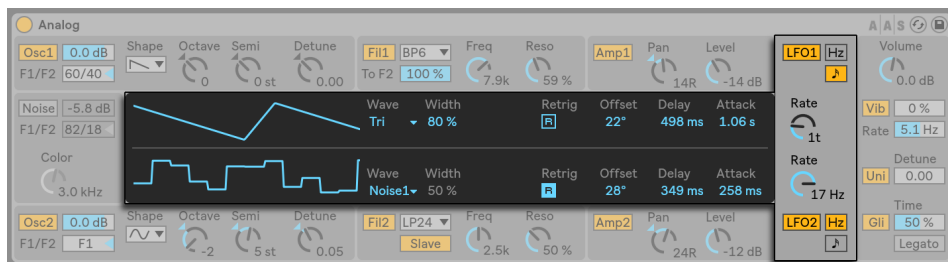 Analog A A S
Osc1 0.0 dB Shape Octave Semi Detune Fil1 BP6 Freq Reso Amp1 Pan Level LFO1 Hz Volume
F1/F2 60/40 0 0 st 0.00 To F2 100 % 7.9k 59 % 14R -14 dB 0.0 dB
Noise -5.8 dB Wave Width Retrig Offset Delay Attack Rate Vib 0 %
F1/F2 82/18 Tri 80 % R 22° 498 ms 1.06 s 1t Rate 5.1 Hz
Color Rate Detune
3.0 kHz Wave Width Retrig Offset Delay Attack 17 Hz Uni 0.00
Noise1 50 % R 28° 349 ms 258 ms Time
Osc2 0.0 dB Shape Octave Semi Detune Fil2 LP24 Freq Reso Amp2 Pan Level LFO2 Hz Gli 50 %
F1/F2 F1 -2 5 st 0.05 Slave 2.5k 50 % 24R -12 dB Legato